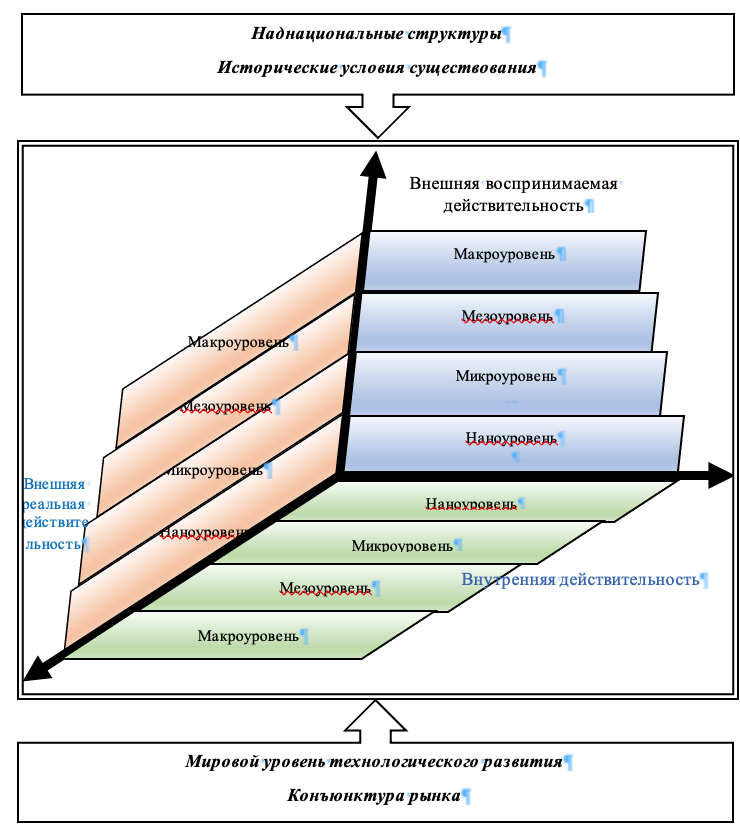 Наднациональные структуры¶
Исторические условия существования¶
Внешняя воспринимаемая
действительность¶
Макроуровень¶
Мезоуровень¶
Микроуровень¶
Наноуровень¶
¶
Макроуровень¶
Мезоуровень¶
Микроуровень¶
Наноуровень
Внешняя
реальная
действите
льность¶
Наноуровень¶
Микроуровень¶
Мезоуровень¶
Макроуровень¶
Внутренняя действительность¶
Мировой уровень технологического развития¶
Конъюнктура рынка¶